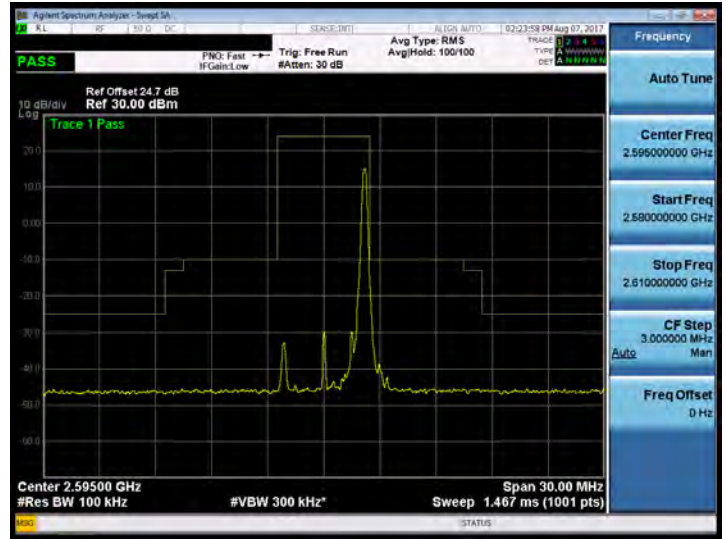 Agilent Spectrum Analyzer - Swept SA
RL RF 50 Ω DC SENSE:INT ALIGN AUTO 02:23:58 PM Aug 07, 2017
PASS
PNO: Fast
IFGain:Low
Trig: Free Run
#Atten: 30 dB
Avg Type: RMS
Avg|Hold: 100/100
TRACE 1 2 3 4 5 6
TYPE
DET A N N N N N
Ref Offset 24.7 dB
10 dB/div Ref 30.00 dBm
Log
Trace 1 Pass
20.0
10.0
0.00
-10.0
-20.0
-30.0
-40.0
-50.0
-60.0
Center 2.59500 GHz Span 30.00 MHz
#Res BW 100 kHz #VBW 300 kHz* Sweep 1.467 ms (1001 pts)
MSG STATUS
Frequency
Auto Tune
Center Freq
2.595000000 GHz
Start Freq
2.580000000 GHz
Stop Freq
2.610000000 GHz
CF Step
3.000000 MHz
Auto Man
Freq Offset
0 Hz